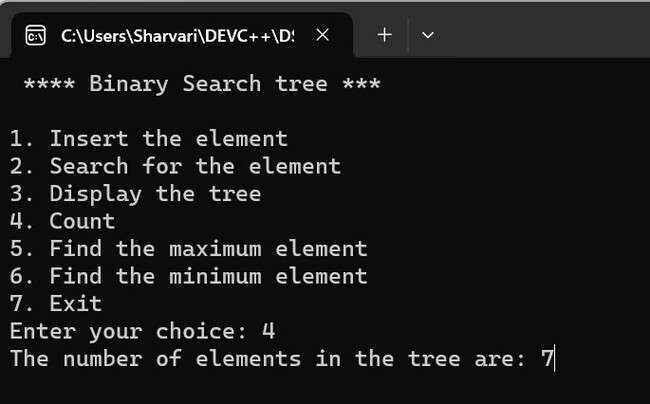 C:\Users\Sharvari\DEVC++\DS
**** Binary Search tree ***
1. Insert the element
2. Search for the element
3. Display the tree
4. Count
5. Find the maximum element
6. Find the minimum element
7. Exit
Enter your choice: 4
The number of elements in the tree are: 7